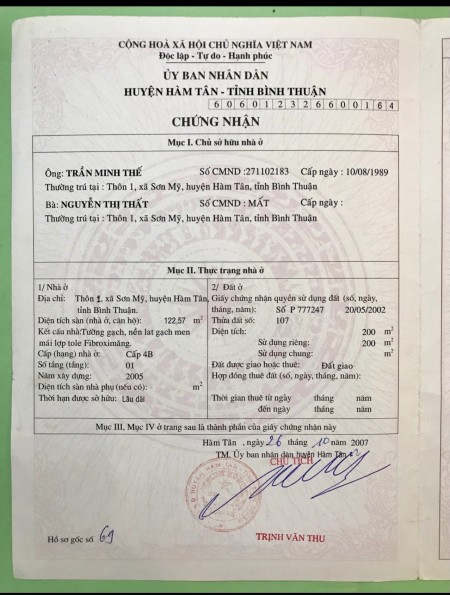 CỘNG HOÀ XÃ HỘI CHỦ NGHĨA VIỆT NAM
Độc lập - Tự do - Hạnh phúc
ỦY BAN NHÂN DÂN
HUYỆN HÀM TÂN - TỈNH BÌNH THUẬN
6 0 6 0 1 2 3 2 6 6 0 0 1 6 4
CHỨNG NHẬN
Mục I. Chủ sở hữu nhà ở
Ông: TRẦN MINH THẾ Số CMND :271102183 Cấp ngày : 10/08/1989
Thường trú tại : Thôn 1, xã Sơn Mỹ, huyện Hàm Tân, tỉnh Bình Thuận
Bà: NGUYỄN THỊ THẤT Số CMND : MẤT Cấp ngày :
Thường trú tại : Thôn 1, xã Sơn Mỹ, huyện Hàm Tân, tỉnh Bình Thuận
Mục II. Thực trạng nhà ở
1/ Nhà ở
Địa chỉ: Thôn 1, xã Sơn Mỹ, huyện Hàm Tân,
tỉnh Bình Thuận.
Diện tích sàn (nhà ở, căn hộ): 122,57 m²
Kết cấu nhà:Tường gạch, nền lat gạch men
mái lợp tole Fibroximăng.
Cấp (hạng) nhà ở: Cấp 4B
Số tầng (tầng): 01
Năm xây dựng: 2005
Diện tích sàn nhà phụ (nếu có): m²
Thời hạn được sở hữu: Lâu dài
2/ Đất ở
Giấy chứng nhận quyền sử dụng đất (số, ngày,
tháng, năm): Số P 777247 20/05/2002
Thửa đất số: 107
Diện tích: 200 m²
Sử dụng riêng: 200 m²
Sử dụng chung: m²
Đất được giao hoặc thuê: Đất giao
Hợp đồng thuê đất (số, ngày, tháng, năm):
Thời gian thuê từ ngày tháng năm
đến ngày tháng năm
Mục III, Mục IV ở trang sau là thành phần của giấy chứng nhận này
Hàm Tân , ngày 26 tháng 10 năm 2007
TM. Ủy ban nhân dân huyện Hàm Tân
CHỦ TỊCH
TRỊNH VĂN THU
Hồ sơ gốc số 69